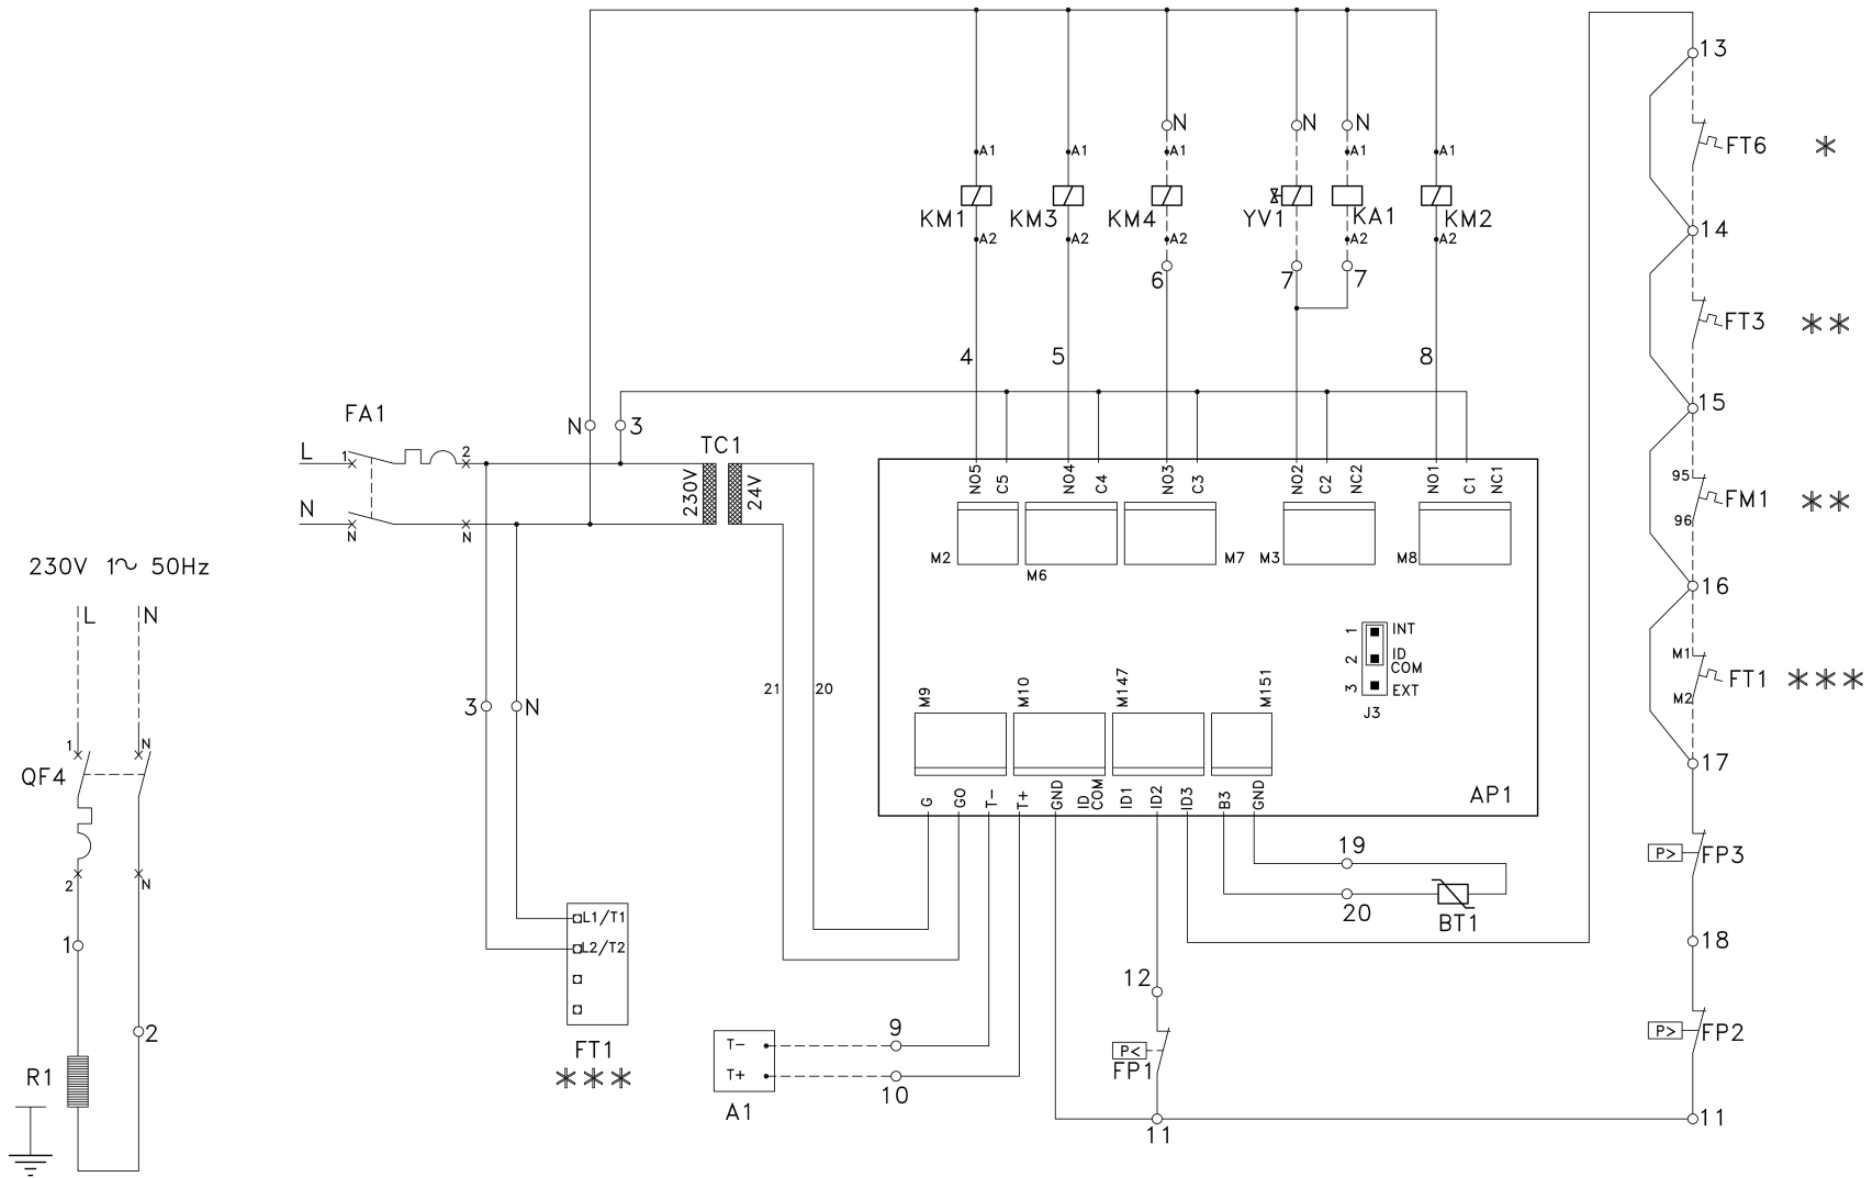 13
FT6 *
14
FT3 **
15
95
FM1 **
96
16
M1
FT1 ***
M2
17
P> FP3
18
P> FP2
11
N N N
A1 A1 A1 A1 A1
KM1 KM3 KM4 YV1 KA1 KM2
A2 A2 A2 A2 A2
6 7 7
4 5 8
FA1
N 3
L 1 2
TC1
230V 24V
N
N N
NO5 C5 NO4 C4 NO3 C3 NO2 C2 NC2 NO1 C1 NC1
M2 M6 M7 M3 M8
1 INT
2 ID COM
3 EXT
J3
M9 M10 M147 M151
G GO T- T+ GND ID COM ID1 ID2 ID3 B3 GND
AP1
21 20
3 N
19
20
BT1
12
P<
FP1
11
L1/T1
L2/T2
FT1
***
T- 9
T+ 10
A1
230V 1~ 50Hz
L N
1 N
QF4
2 N
1
2
R1